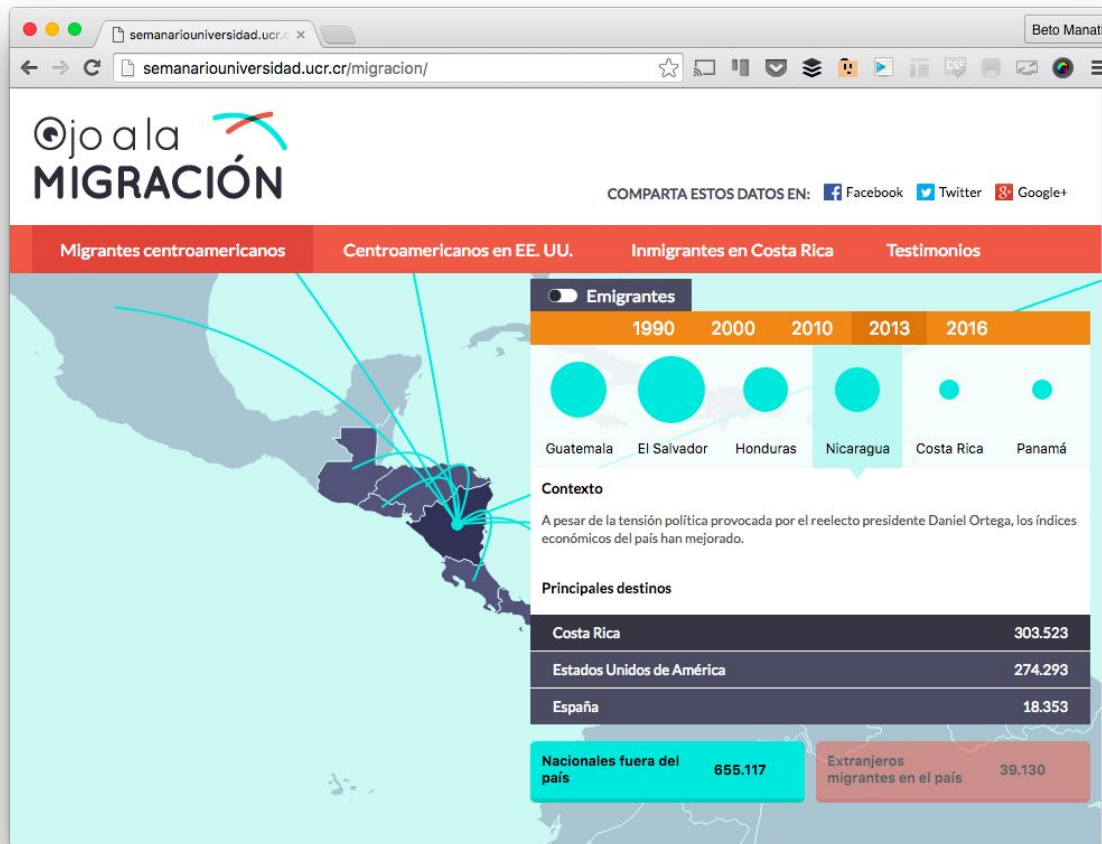 semanariouniversidad.ucr.c
Beto Manat
semanariouniversidad.ucr.cr/migracion/
Ojo a la
MIGRACIÓN
COMPARTA ESTOS DATOS EN: Facebook Twitter Google+
Migrantes centroamericanos Centroamericanos en EE. UU. Inmigrantes en Costa Rica Testimonios
Emigrantes
1990 2000 2010 2013 2016
Guatemala El Salvador Honduras Nicaragua Costa Rica Panamá
Contexto
A pesar de la tensión política provocada por el reelecto presidente Daniel Ortega, los índices
económicos del país han mejorado.
Principales destinos
Costa Rica 303.523
Estados Unidos de América 274.293
España 18.353
Nacionales fuera del
país 655.117
Extranjeros
migrantes en el país 39.130